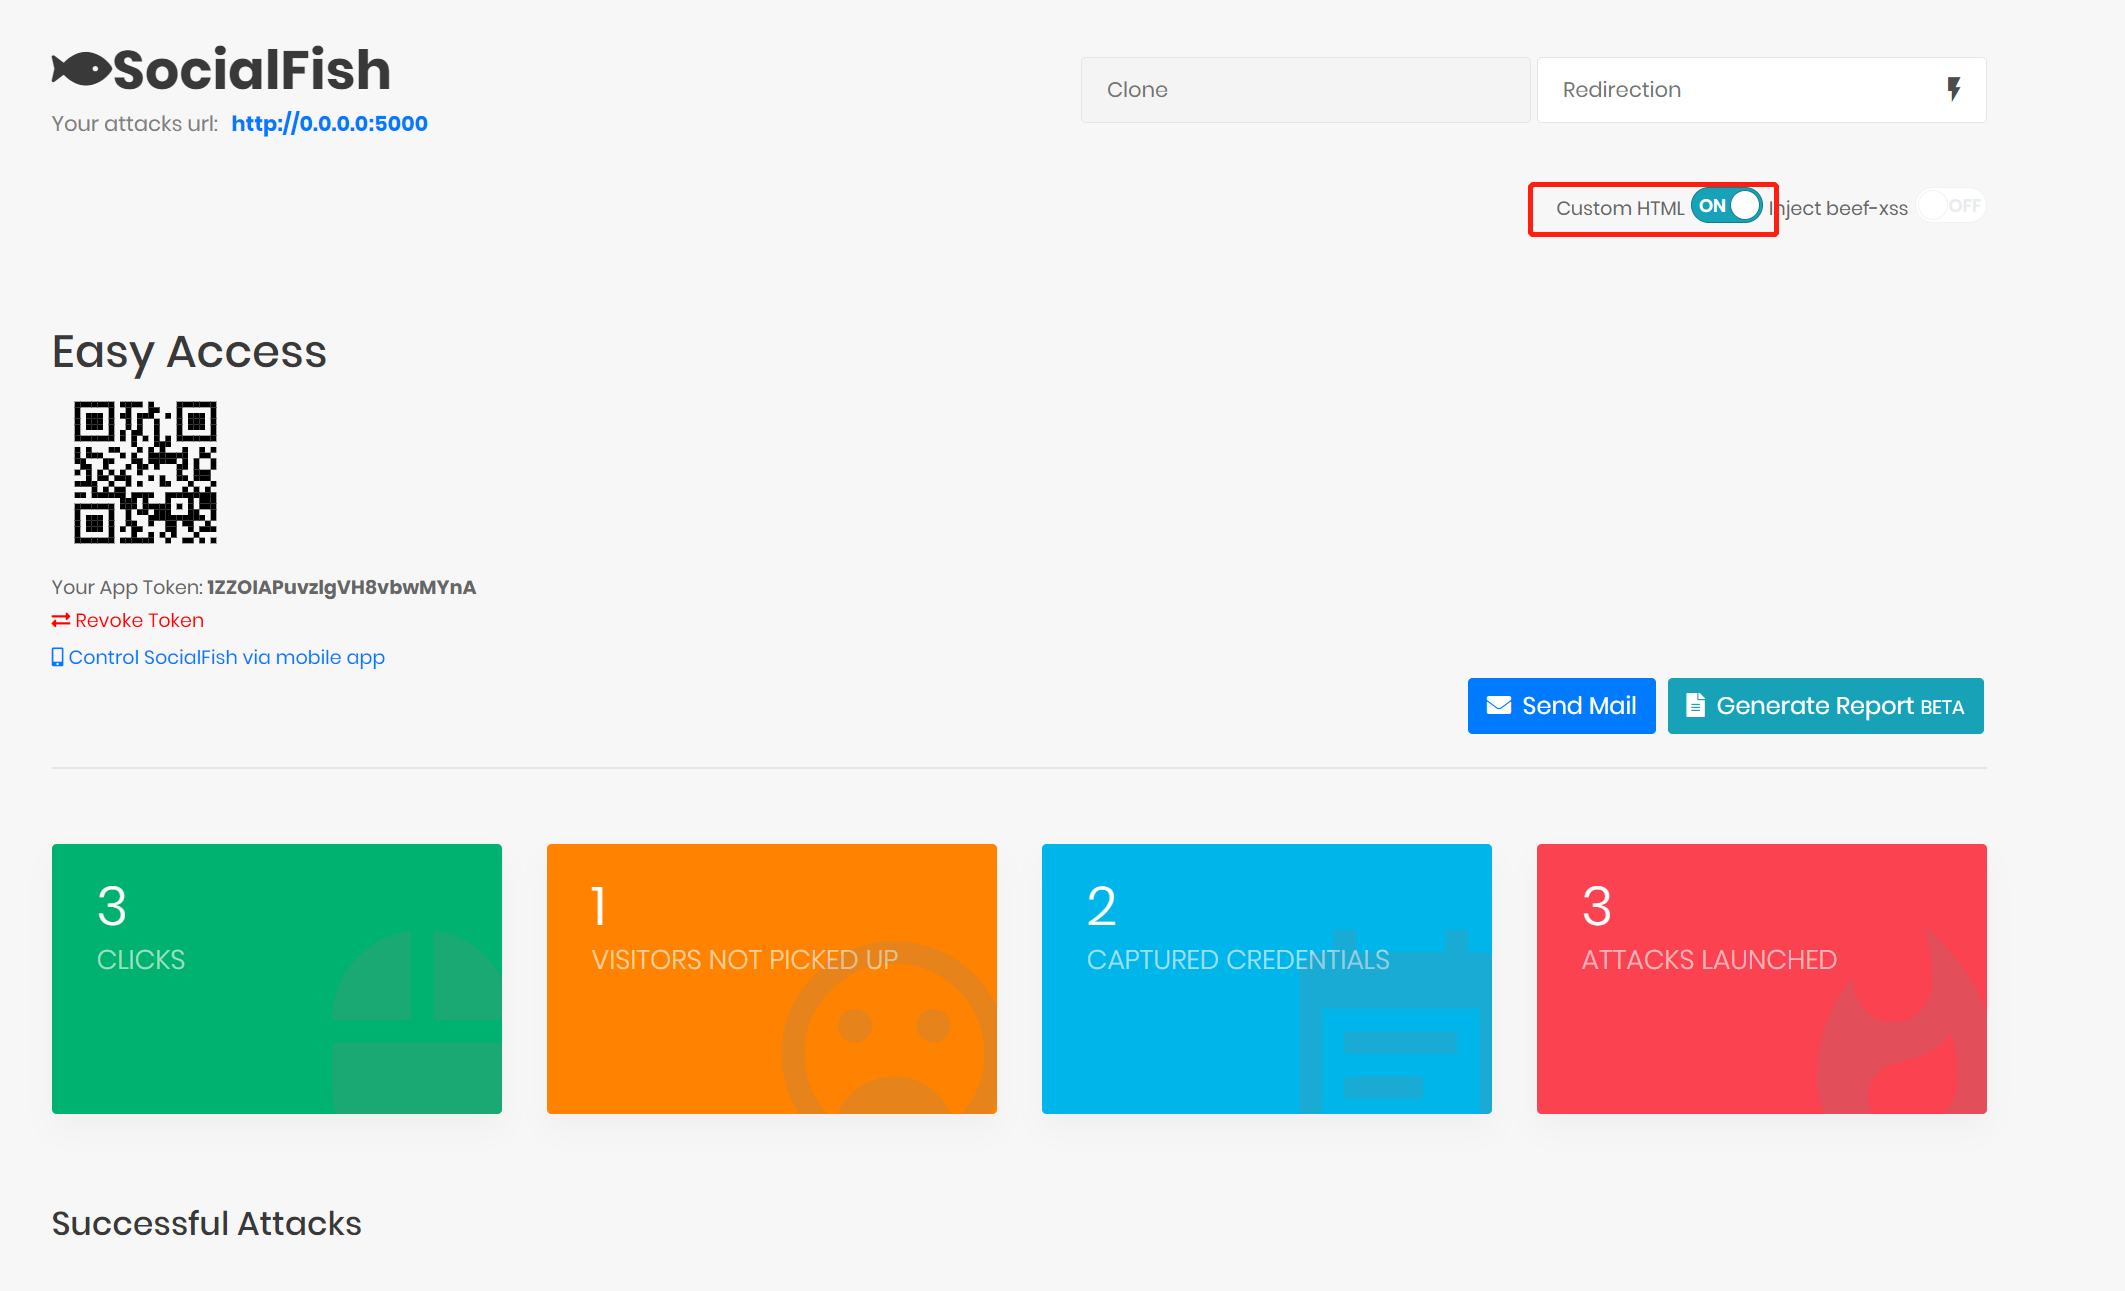 SocialFish
Your attacks url: http://0.0.0.0:5000
Clone
Redirection
Custom HTML ON Inject beef-xss OFF
Easy Access
Your App Token: 1ZZOIAPuvzIgVH8vbwMYnA
Revoke Token
Control SocialFish via mobile app
Send Mail
Generate Report BETA
3
CLICKS
1
VISITORS NOT PICKED UP
2
CAPTURED CREDENTIALS
3
ATTACKS LAUNCHED
Successful Attacks